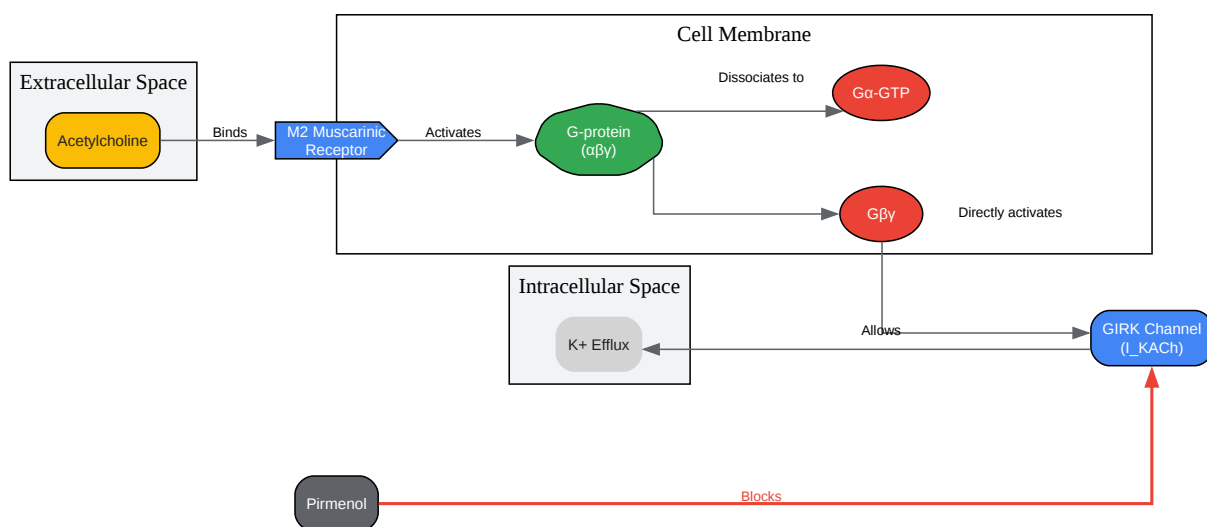 Cell Membrane
Extracellular Space
Acetylcholine
Binds
M2 Muscarinic
Receptor
Activates
G-protein
(αβγ)
Dissociates to
Gα-GTP
Gβγ
Directly activates
Intracellular Space
K+ Efflux
Allows
GIRK Channel
(I_KACh)
Pirmenol
Blocks